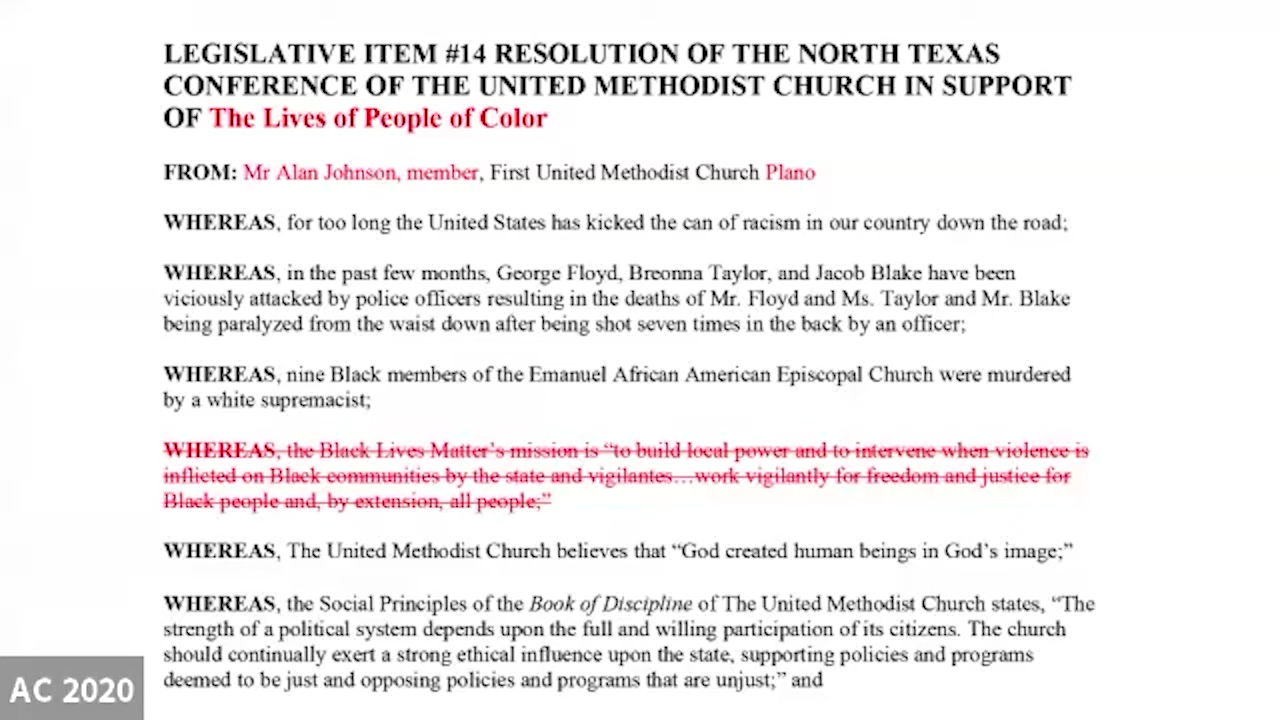 LEGISLATIVE ITEM #14 RESOLUTION OF THE NORTH TEXAS
CONFERENCE OF THE UNITED METHODIST CHURCH IN SUPPORT
OF The Lives of People of Color
FROM: Mr Alan Johnson, member, First United Methodist Church Plano
WHEREAS, for too long the United States has kicked the can of racism in our country down the road;
WHEREAS, in the past few months, George Floyd, Breonna Taylor, and Jacob Blake have been
viciously attacked by police officers resulting in the deaths of Mr. Floyd and Ms. Taylor and Mr. Blake
being paralyzed from the waist down after being shot seven times in the back by an officer;
WHEREAS, nine Black members of the Emanuel African American Episcopal Church were murdered
by a white supremacist;
WHEREAS, the Black Lives Matter’s mission is “to build local power and to intervene when violence is
inflicted on Black communities by the state and vigilantes…work vigilantly for freedom and justice for
Black people and, by extension, all people;”
WHEREAS, The United Methodist Church believes that “God created human beings in God’s image;”
WHEREAS, the Social Principles of the Book of Discipline of The United Methodist Church states, “The
strength of a political system depends upon the full and willing participation of its citizens. The church
should continually exert a strong ethical influence upon the state, supporting policies and programs
deemed to be just and opposing policies and programs that are unjust;” and
AC 2020